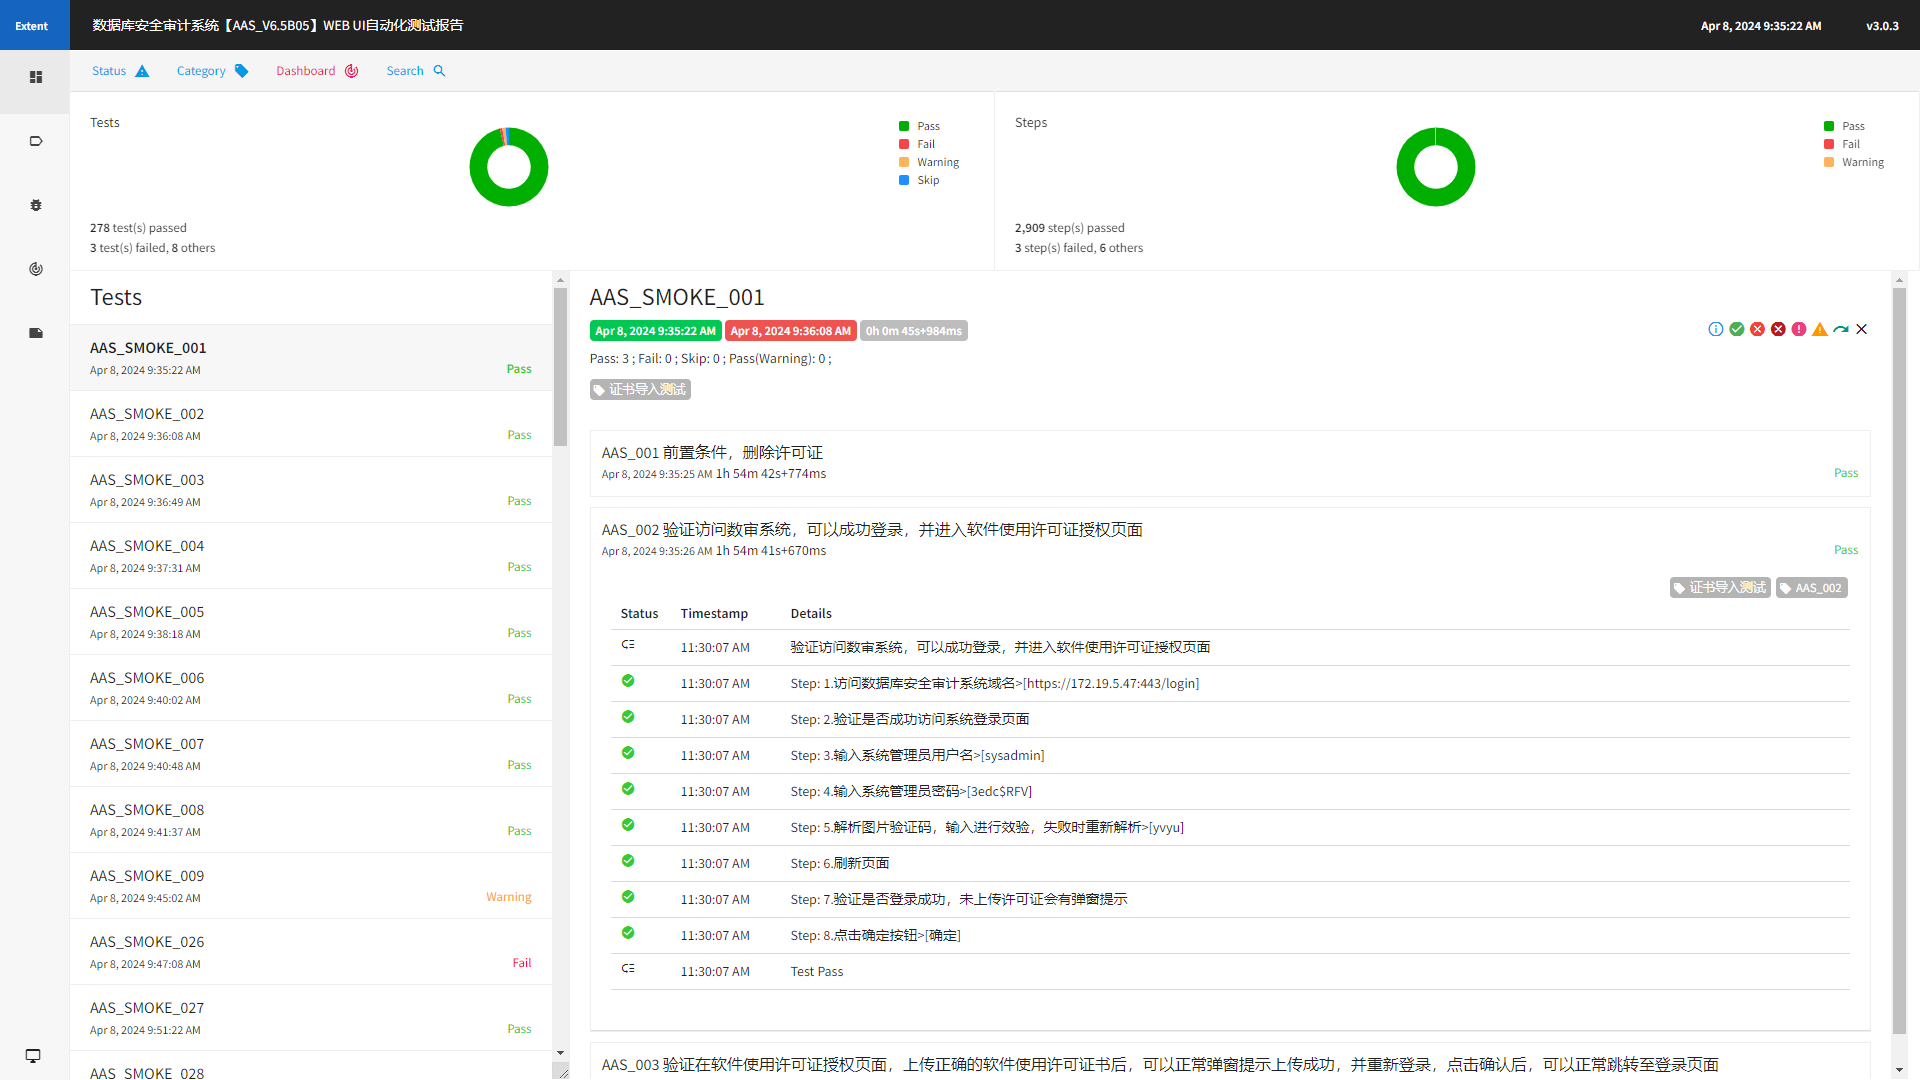 Extent
数据库安全审计系统【AAS_V6.5B05】WEB UI自动化测试报告
Apr 8, 2024 9:35:22 AM
v3.0.3
Status
Category
Dashboard
Search
Tests
Pass
Fail
Warning
Skip
278 test(s) passed
3 test(s) failed, 8 others
Steps
Pass
Fail
Warning
2,909 step(s) passed
3 step(s) failed, 6 others
Tests
AAS_SMOKE_001
Apr 8, 2024 9:35:22 AM
Pass
AAS_SMOKE_002
Apr 8, 2024 9:36:08 AM
Pass
AAS_SMOKE_003
Apr 8, 2024 9:36:49 AM
Pass
AAS_SMOKE_004
Apr 8, 2024 9:37:31 AM
Pass
AAS_SMOKE_005
Apr 8, 2024 9:38:18 AM
Pass
AAS_SMOKE_006
Apr 8, 2024 9:40:02 AM
Pass
AAS_SMOKE_007
Apr 8, 2024 9:40:48 AM
Pass
AAS_SMOKE_008
Apr 8, 2024 9:41:37 AM
Pass
AAS_SMOKE_009
Apr 8, 2024 9:45:02 AM
Warning
AAS_SMOKE_026
Apr 8, 2024 9:47:08 AM
Fail
AAS_SMOKE_027
Apr 8, 2024 9:51:22 AM
Pass
AAS_SMOKE_028
AAS_SMOKE_001
Apr 8, 2024 9:35:22 AM Apr 8, 2024 9:36:08 AM 0h 0m 45s+984ms
Pass: 3 ; Fail: 0 ; Skip: 0 ; Pass(Warning): 0 ;
证书导入测试
AAS_001 前置条件，删除许可证
Apr 8, 2024 9:35:25 AM 1h 54m 42s+774ms
Pass
AAS_002 验证访问数审系统，可以成功登录，并进入软件使用许可证授权页面
Apr 8, 2024 9:35:26 AM 1h 54m 41s+670ms
Pass
证书导入测试 AAS_002
Status Timestamp Details
11:30:07 AM 验证访问数审系统，可以成功登录，并进入软件使用许可证授权页面
11:30:07 AM Step: 1.访问数据库安全审计系统域名>[https://172.19.5.47:443/login]
11:30:07 AM Step: 2.验证是否成功访问系统登录页面
11:30:07 AM Step: 3.输入系统管理员用户名>[sysadmin]
11:30:07 AM Step: 4.输入系统管理员密码>[3edc$RFV]
11:30:07 AM Step: 5.解析图片验证码，输入进行效验，失败时重新解析>[yvyu]
11:30:07 AM Step: 6.刷新页面
11:30:07 AM Step: 7.验证是否登录成功，未上传许可证会有弹窗提示
11:30:07 AM Step: 8.点击确定按钮>[确定]
11:30:07 AM Test Pass
AAS_003 验证在软件使用许可证授权页面，上传正确的软件使用许可证书后，可以正常弹窗提示上传成功，并重新登录，点击确认后，可以正常跳转至登录页面